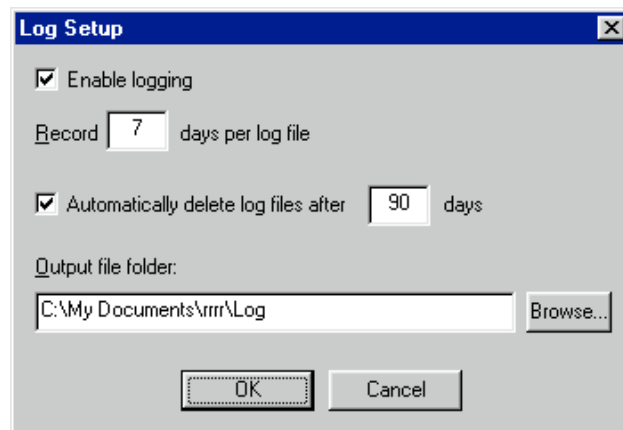 Log Setup
Enable logging
Record 7 days per log file
Automatically delete log files after 90 days
Output file folder:
C:\My Documents\rrrr\Log Browse...
OK Cancel